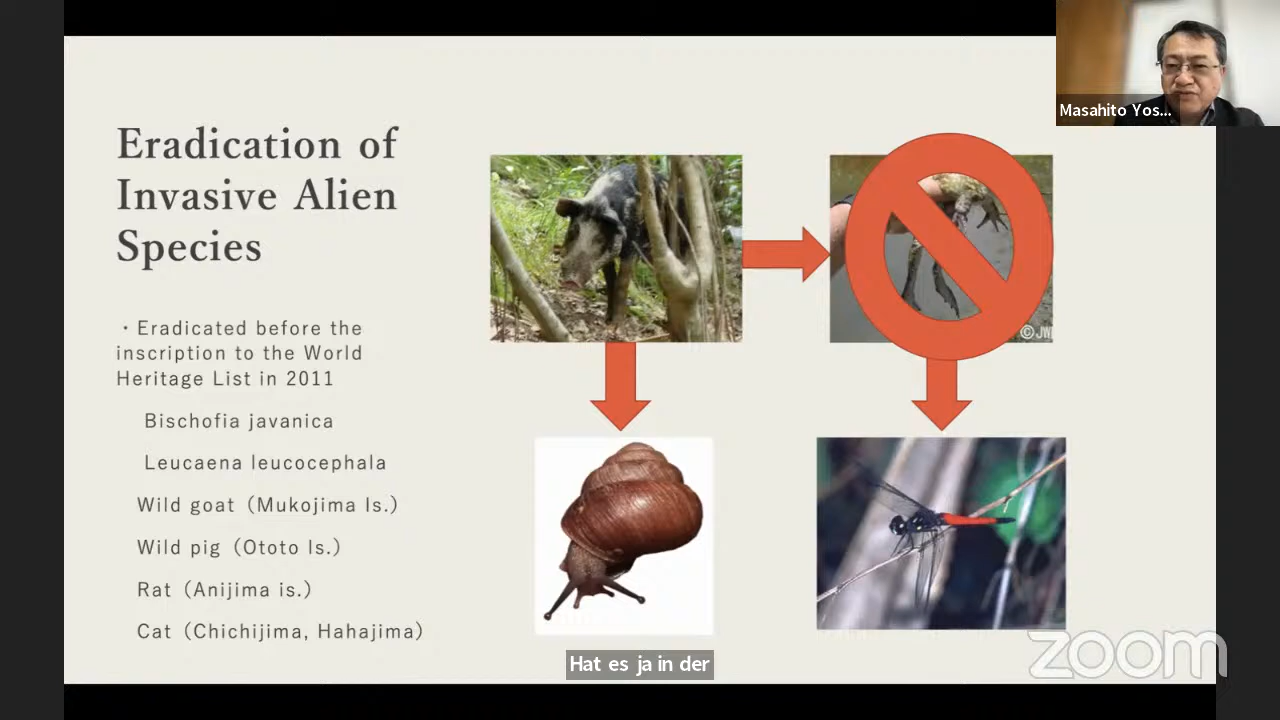 Masahito Yos...
Eradication of
Invasive Alien
Species
・Eradicated before the
inscription to the World
Heritage List in 2011
Bischofia javanica
Leucaena leucocephala
Wild goat（Mukojima Is.）
Wild pig（Ototo Is.）
Rat（Anijima is.）
Cat（Chichijima, Hahajima）
Hat es ja in der
zoom